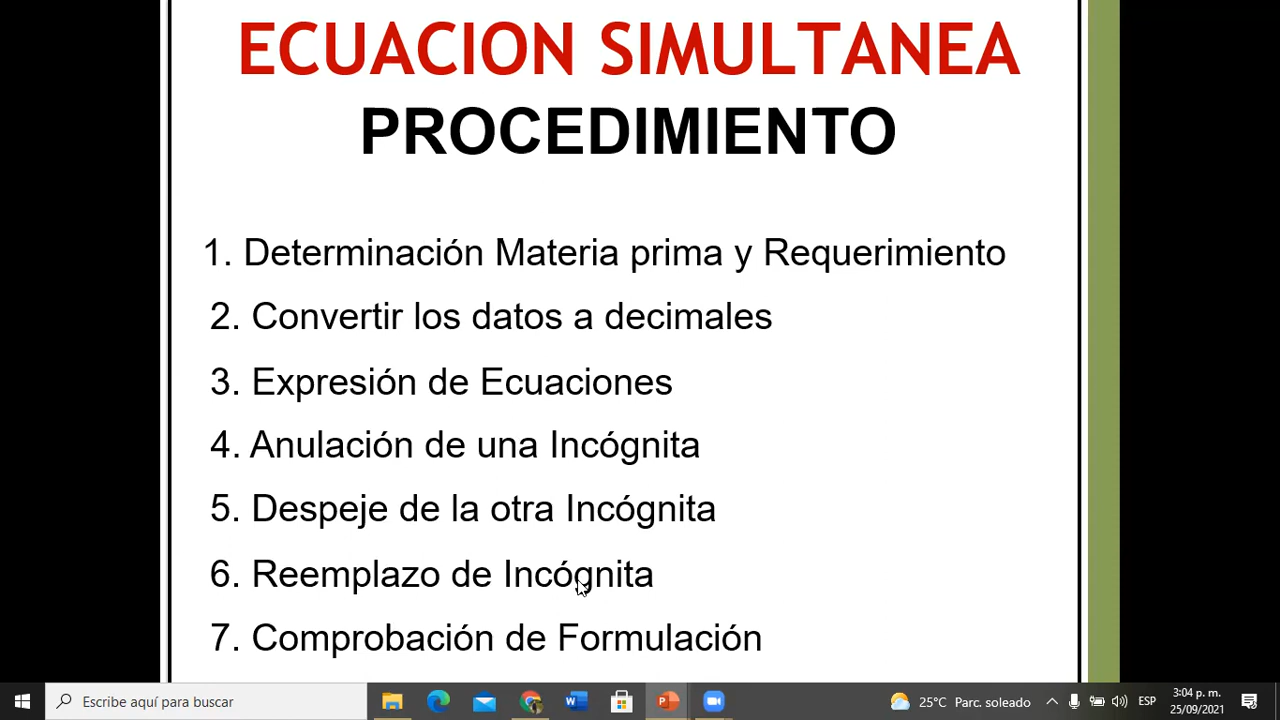 ECUACION SIMULTANEA
PROCEDIMIENTO
1. Determinación Materia prima y Requerimiento
2. Convertir los datos a decimales
3. Expresión de Ecuaciones
4. Anulación de una Incógnita
5. Despeje de la otra Incógnita
6. Reemplazo de Incógnita
7. Comprobación de Formulación
Escribe aquí para buscar
25°C Parc. soleado
ESP
3:04 p. m.
25/09/2021